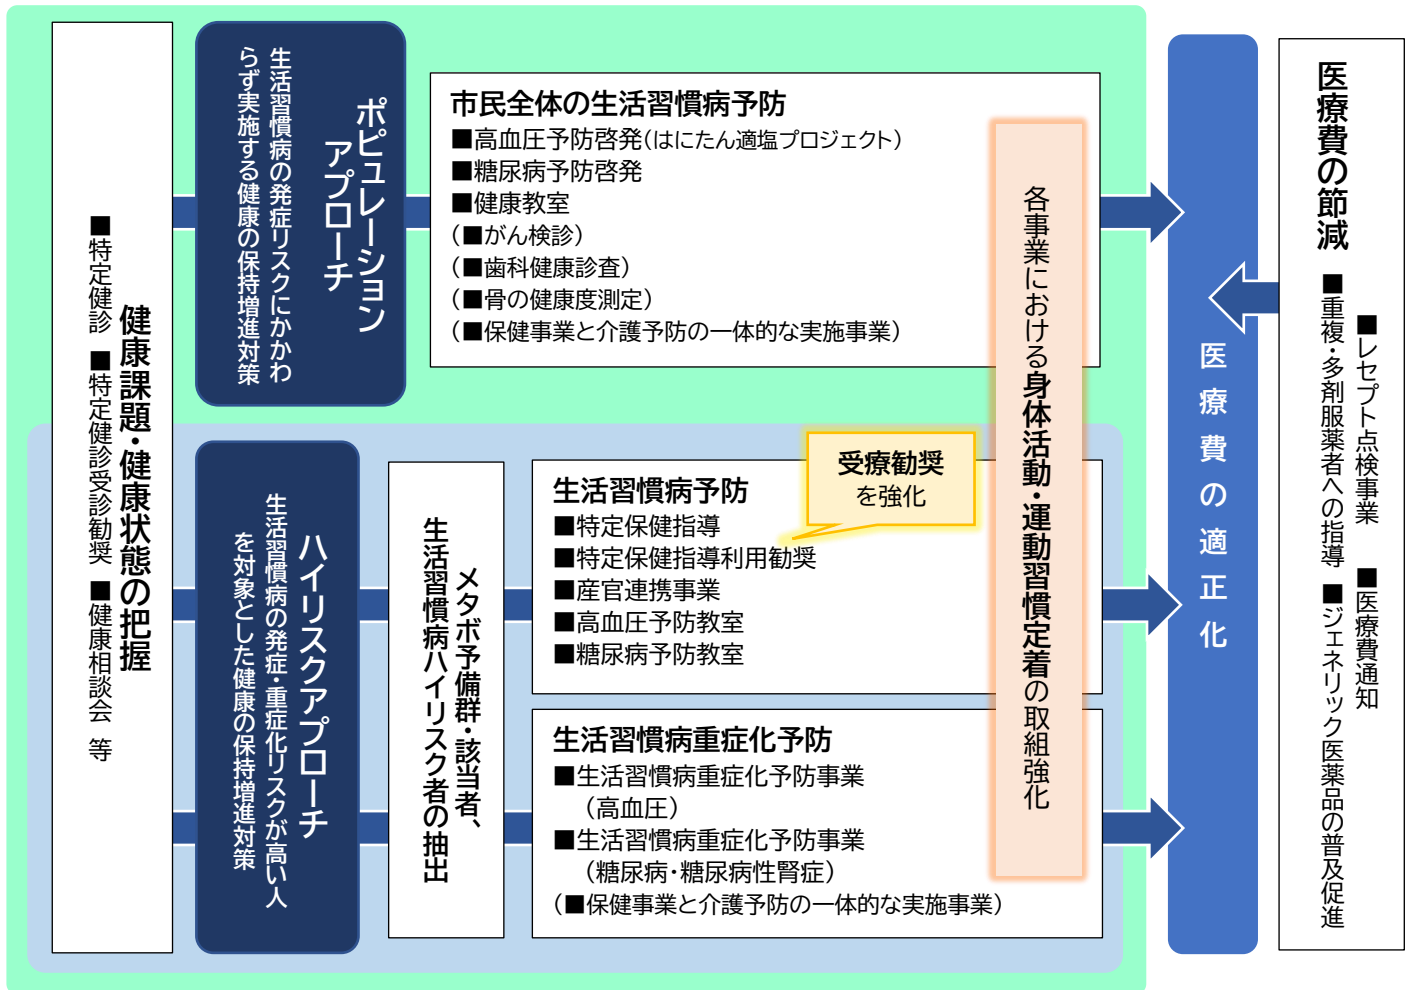 健康課題・健康状態の把握
■特定健診 ■特定健診受診勧奨 ■健康相談会 等
ポピュレーション
アプローチ
生活習慣病の発症リスクにかかわ
らず実施する健康の保持増進対策
市民全体の生活習慣病予防
■高血圧予防啓発(はにたん適塩プロジェクト)
■糖尿病予防啓発
■健康教室
(■がん検診)
(■歯科健康診査)
(■骨の健康度測定)
(■保健事業と介護予防の一体的な実施事業)
ハイリスクアプローチ
生活習慣病の発症・重症化リスクが高い人
を対象とした健康の保持増進対策
メタボ予備群・該当者、
生活習慣病ハイリスク者の抽出
生活習慣病予防
■特定保健指導
■特定保健指導利用勧奨
■産官連携事業
■高血圧予防教室
■糖尿病予防教室
受療勧奨
を強化
生活習慣病重症化予防
■生活習慣病重症化予防事業
(高血圧)
■生活習慣病重症化予防事業
(糖尿病・糖尿病性腎症)
(■保健事業と介護予防の一体的な実施事業)
各事業における身体活動・運動習慣定着の取組強化
医療費の適正化
医療費の節減
■レセプト点検事業 ■医療費通知
■重複・多剤服薬者への指導 ■ジェネリック医薬品の普及促進